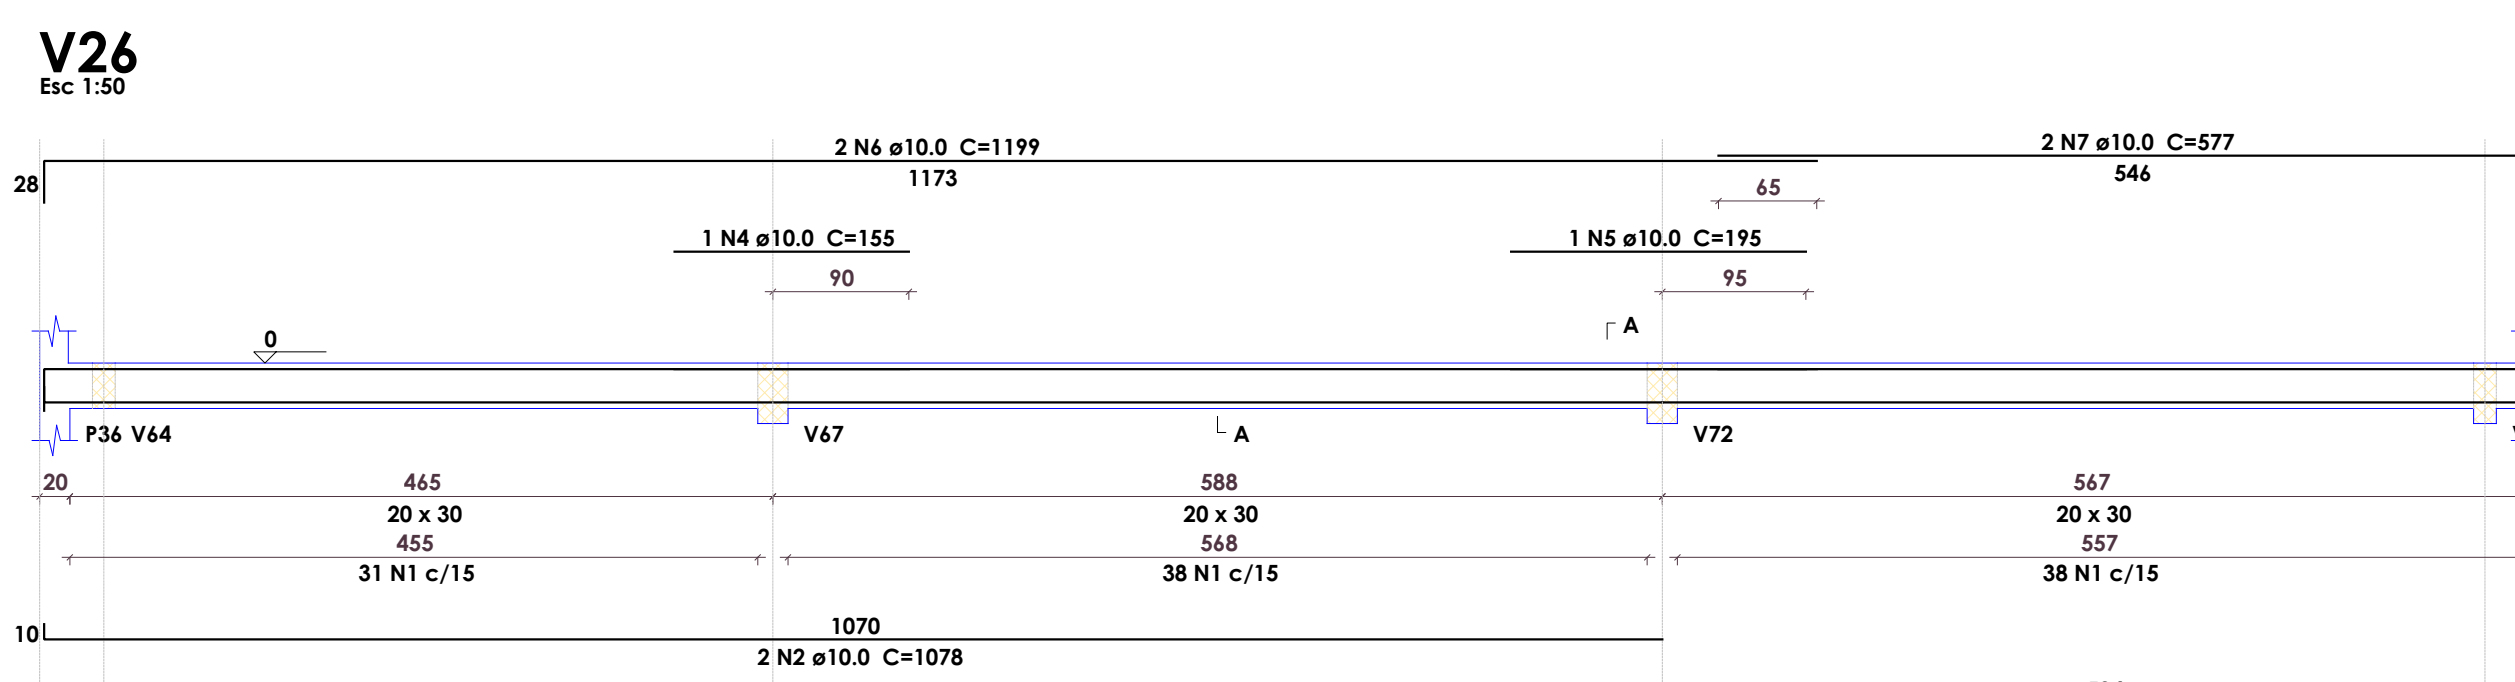 V26
Esc 1:50
2 N6 ø10.0 C=1199
2 N7 ø10.0 C=577
28
1173
546
65
1 N4 ø10.0 C=155
1 N5 ø10.0 C=195
90
95
A
0
P36 V64
V67
A
V72
20
465
588
567
20 x 30
20 x 30
20 x 30
455
568
557
31 N1 c/15
38 N1 c/15
38 N1 c/15
10
1070
2 N2 ø10.0 C=1078